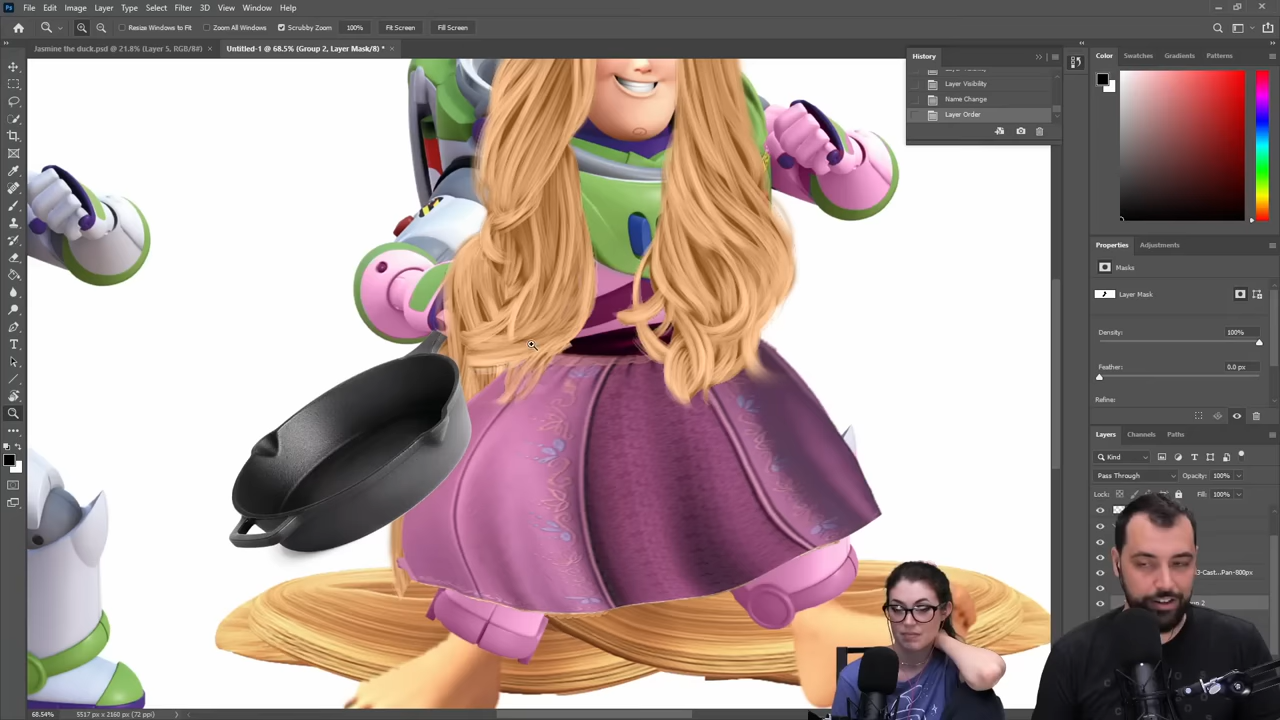 File Edit Image Layer Type Select Filter 3D View Window Help
Resize Windows to Fit Zoom All Windows Scrubby Zoom 100% Fit Screen Fill Screen
Jasmine the duck.psd @ 21.8% (Layer 5, RGB/8#) × Untitled-1 @ 68.5% (Group 2, Layer Mask/8) * ×
History
Layer Visibility
Name Change
Layer Order
Color Swatches Gradients Patterns
Properties Adjustments
Masks
Layer Mask
Density: 100%
Feather: 0.0 px
Refine:
Layers Channels Paths
Kind
Pass Through Opacity: 100%
Lock: Fill: 100%
3-Cast...Pan-800px
68.54% 5517 px x 2160 px (72 ppi)